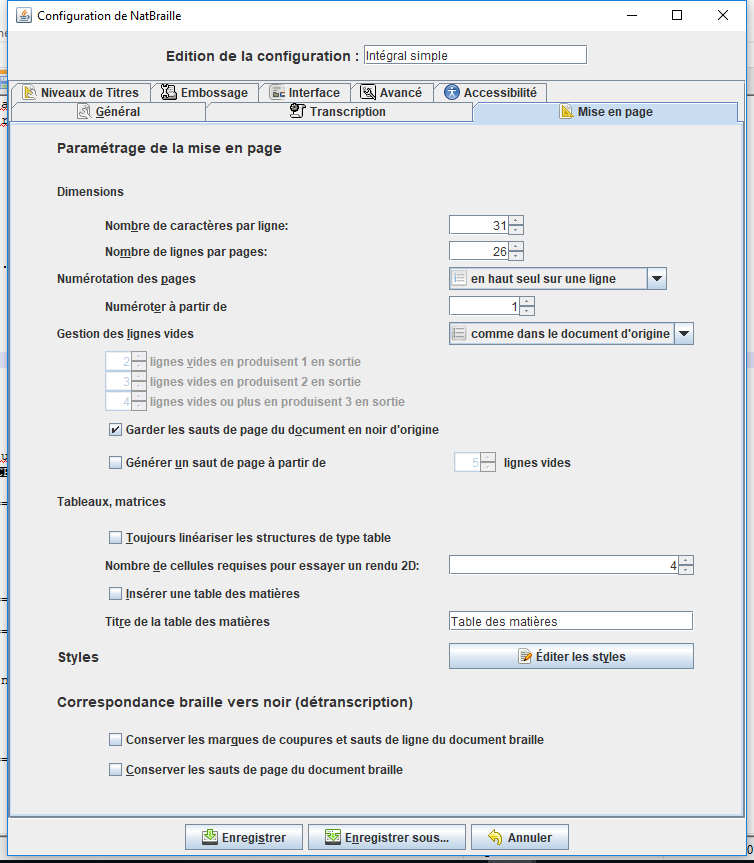 Configuration de NatBraille
Edition de la configuration : Intégral simple
Niveaux de Titres Embossage Interface Avancé Accessibilité
Général Transcription Mise en page
Paramétrage de la mise en page
Dimensions
Nombre de caractères par ligne: 31
Nombre de lignes par pages: 26
Numérotation des pages en haut seul sur une ligne
Numéroter à partir de 1
Gestion des lignes vides comme dans le document d'origine
2 lignes vides en produisent 1 en sortie
3 lignes vides en produisent 2 en sortie
4 lignes vides ou plus en produisent 3 en sortie
Garder les sauts de page du document en noir d'origine
Générer un saut de page à partir de 5 lignes vides
Tableaux, matrices
Toujours linéariser les structures de type table
Nombre de cellules requises pour essayer un rendu 2D: 4
Insérer une table des matières
Titre de la table des matières Table des matières
Styles Éditer les styles
Correspondance braille vers noir (détranscription)
Conserver les marques de coupures et sauts de ligne du document braille
Conserver les sauts de page du document braille
Enregistrer Enregistrer sous... Annuler